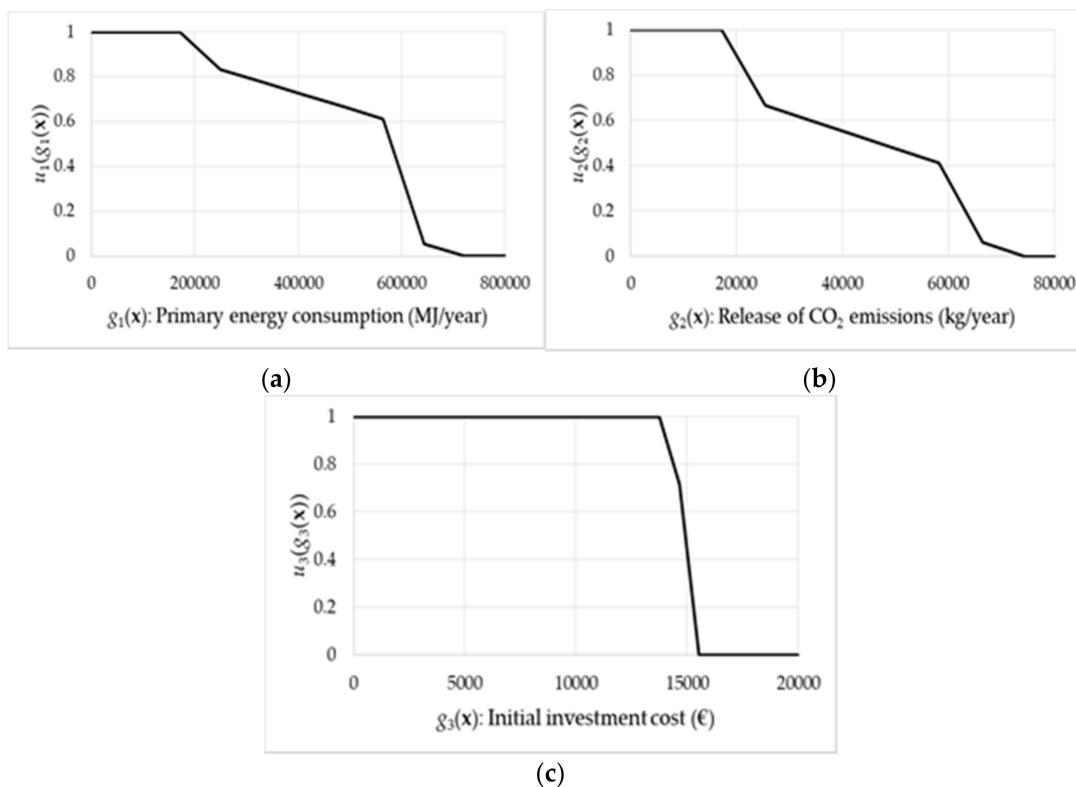 1
0.8
0.6
0.4
0.2
0
u₁(g₁(x))
0 200000 400000 600000 800000
g₁(x): Primary energy consumption (MJ/year)
(a)
1
0.8
0.6
0.4
0.2
0
u₂(g₂(x))
0 20000 40000 60000 80000
g₂(x): Release of CO₂ emissions (kg/year)
(b)
1
0.8
0.6
0.4
0.2
0
u₃(g₃(x))
0 5000 10000 15000 20000
g₃(x): Initial investment cost (€)
(c)